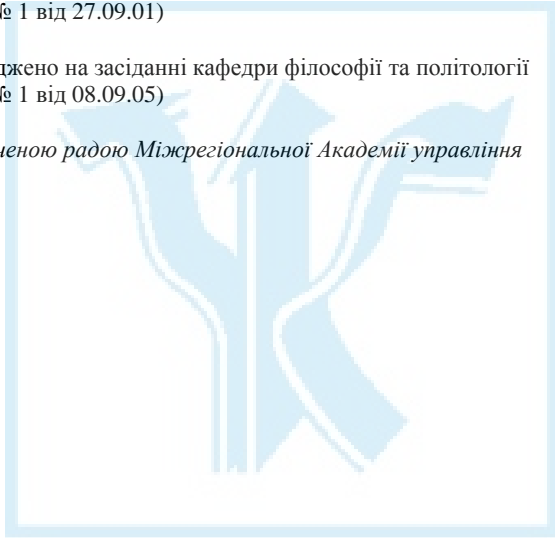 № 1 від 27.09.01)
джено на засіданні кафедри філософії та політології
№ 1 від 08.09.05)
ченою радою Міжрегіональної Академії управління